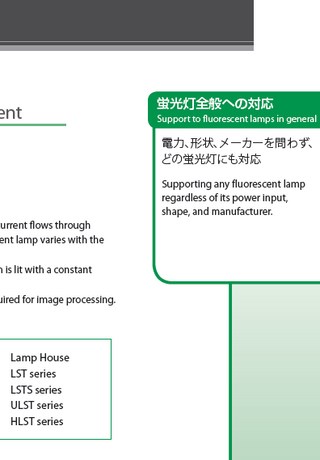 ent
蛍光灯全般への対応
Support to fluorescent lamps in general
電力、形状、メーカーを問わず、
どの蛍光灯にも対応
Supporting any fluorescent lamp
regardless of its power input,
shape, and manufacturer.
urrent flows through
ent lamp varies with the
n is lit with a constant
uired for image processing.
Lamp House
LST series
LSTS series
ULST series
HLST series